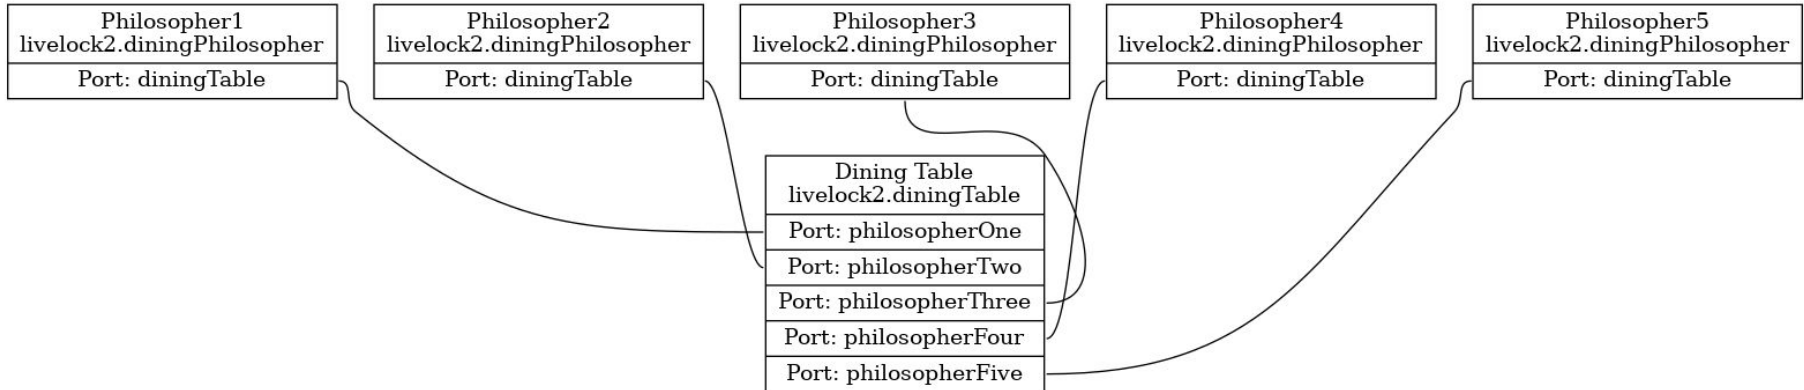 Philosopher1
livelock2.diningPhilosopher
Port: diningTable
Philosopher2
livelock2.diningPhilosopher
Port: diningTable
Philosopher3
livelock2.diningPhilosopher
Port: diningTable
Philosopher4
livelock2.diningPhilosopher
Port: diningTable
Philosopher5
livelock2.diningPhilosopher
Port: diningTable
Dining Table
livelock2.diningTable
Port: philosopherOne
Port: philosopherTwo
Port: philosopherThree
Port: philosopherFour
Port: philosopherFive